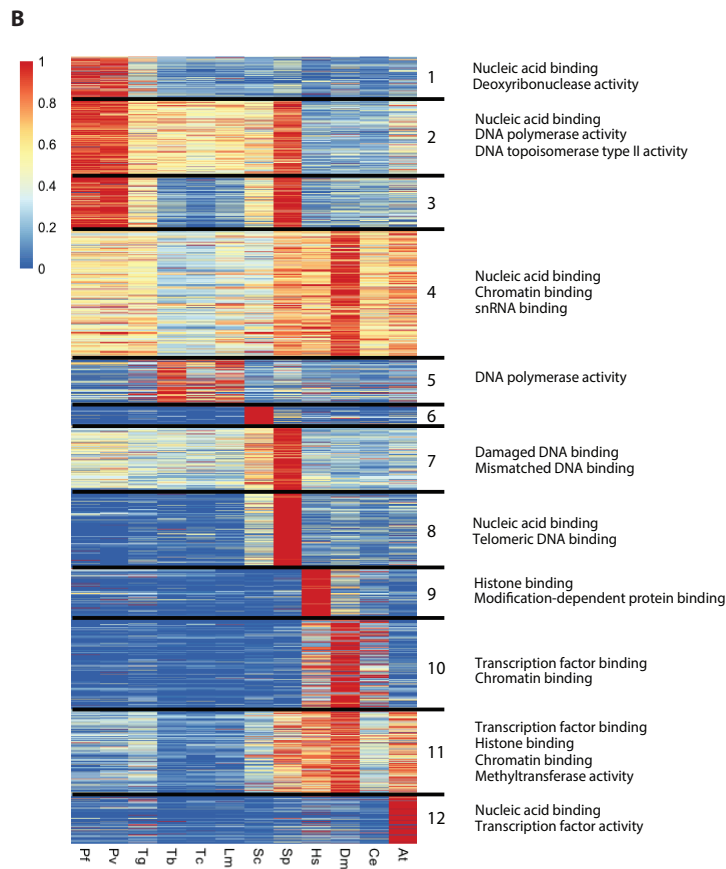 B
1
0.8
0.6
0.4
0.2
0
1
Nucleic acid binding
Deoxyribonuclease activity
2
Nucleic acid binding
DNA polymerase activity
DNA topoisomerase type II activity
3
4
Nucleic acid binding
Chromatin binding
snRNA binding
5
DNA polymerase activity
6
7
Damaged DNA binding
Mismatched DNA binding
8
Nucleic acid binding
Telomeric DNA binding
9
Histone binding
Modification-dependent protein binding
10
Transcription factor binding
Chromatin binding
11
Transcription factor binding
Histone binding
Chromatin binding
Methyltransferase activity
12
Nucleic acid binding
Transcription factor activity
Pf Pv Tg Tb Tc Lm Sc Sp Hs Dm Ce At